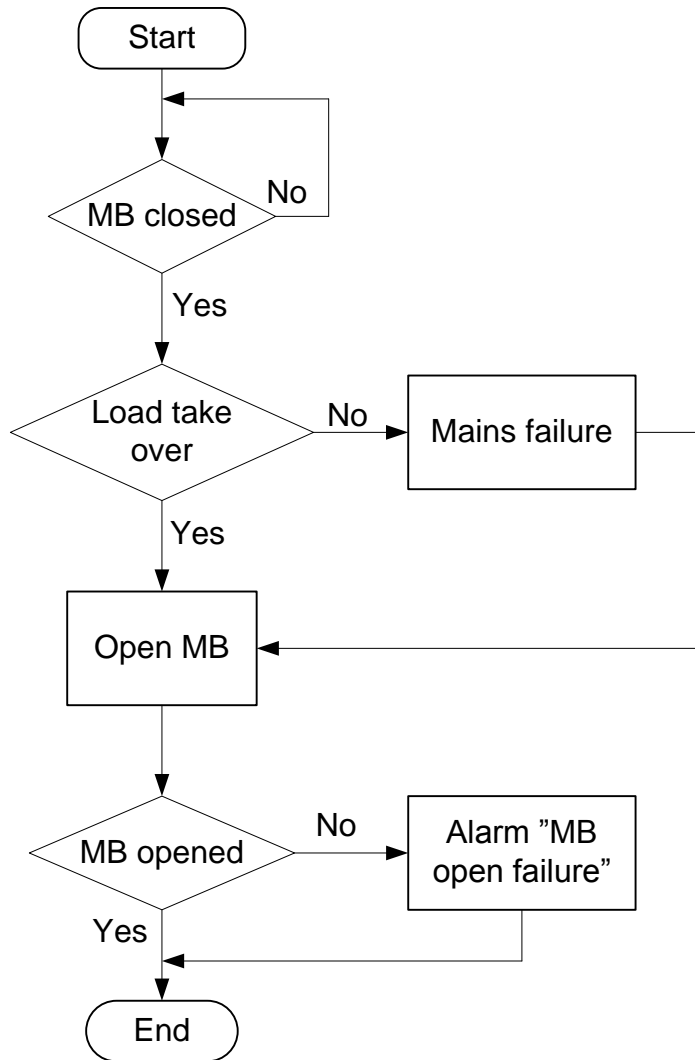 Start
No
MB closed
Yes
Load take
over
No
Mains failure
Yes
Open MB
MB opened
No
Alarm ”MB
open failure”
Yes
End